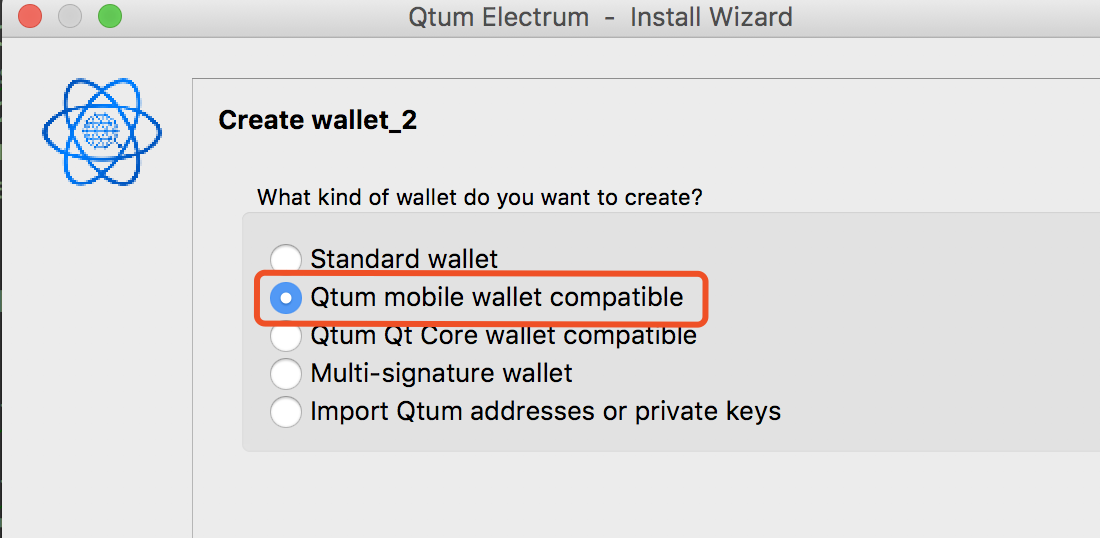 Qtum Electrum - Install Wizard
Create wallet_2
What kind of wallet do you want to create?
Standard wallet
Qtum mobile wallet compatible
Qtum Qt Core wallet compatible
Multi-signature wallet
Import Qtum addresses or private keys